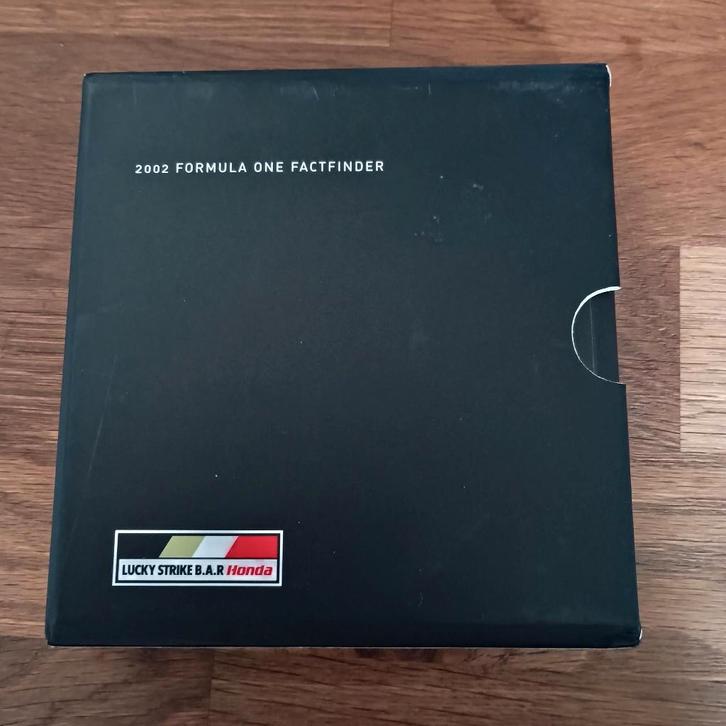 2002 FORMULA ONE FACTFINDER
LUCKY STRIKE B.A.R Honda